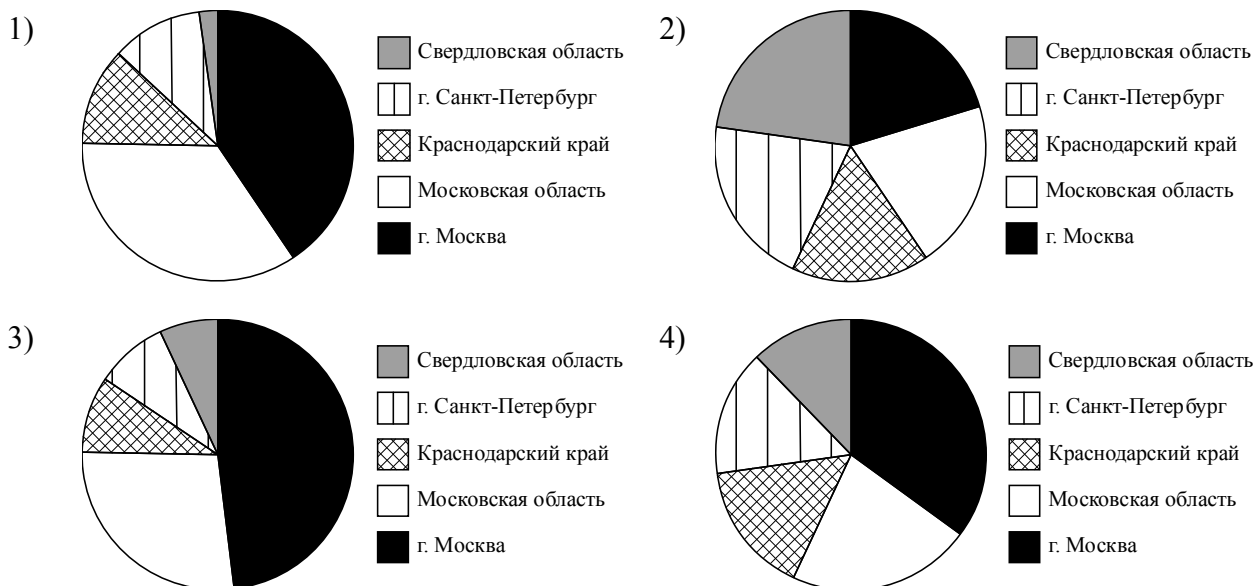 1)
Свердловская область
г. Санкт-Петербург
Краснодарский край
Московская область
г. Москва
2)
Свердловская область
г. Санкт-Петербург
Краснодарский край
Московская область
г. Москва
3)
Свердловская область
г. Санкт-Петербург
Краснодарский край
Московская область
г. Москва
4)
Свердловская область
г. Санкт-Петербург
Краснодарский край
Московская область
г. Москва